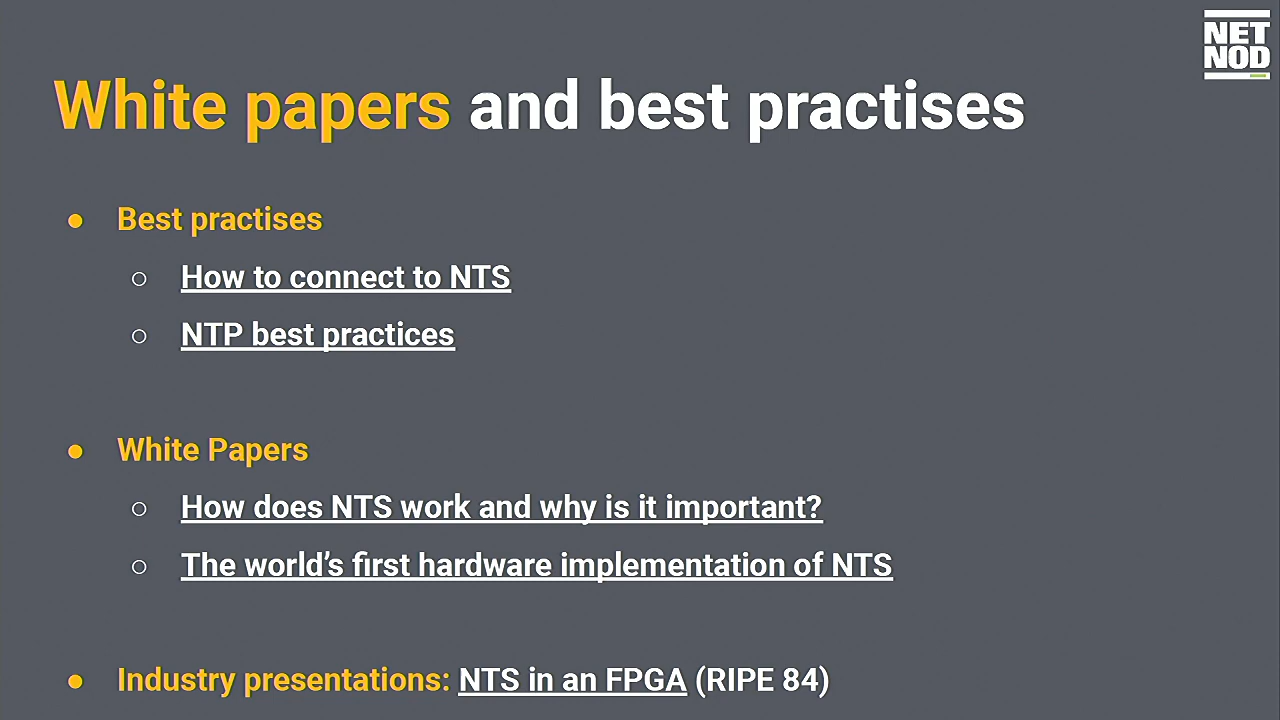 NET
NOD
White papers and best practises
● Best practises
○ How to connect to NTS
○ NTP best practices
● White Papers
○ How does NTS work and why is it important?
○ The world’s first hardware implementation of NTS
● Industry presentations: NTS in an FPGA (RIPE 84)